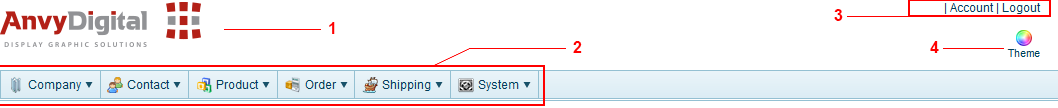 AnvyDigital
DISPLAY GRAPHIC SOLUTIONS
1
3
| Account | Logout
2
4
Theme
Company ▼ Contact ▼ Product ▼ Order ▼ Shipping ▼ System ▼